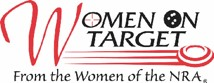 WOMEN ON
TARGET
From the Women of the NRA®